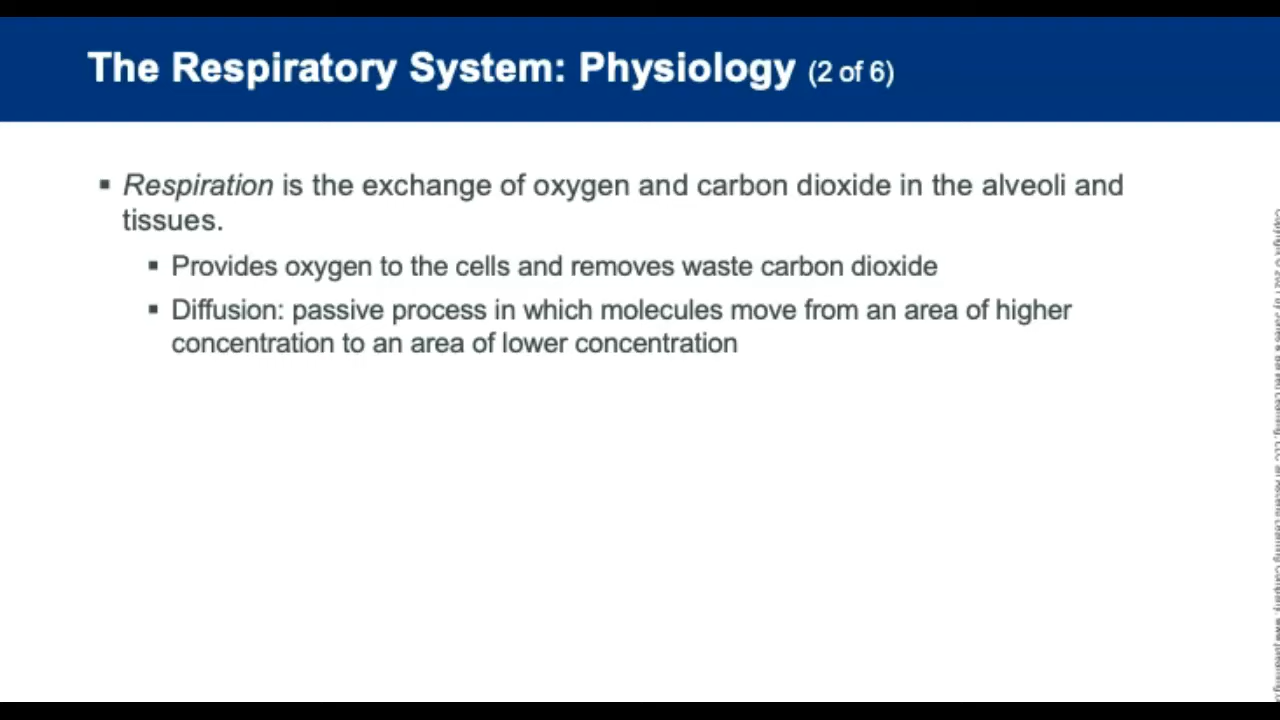 The Respiratory System: Physiology (2 of 6)
▪ Respiration is the exchange of oxygen and carbon dioxide in the alveoli and
tissues.
▪ Provides oxygen to the cells and removes waste carbon dioxide
▪ Diffusion: passive process in which molecules move from an area of higher
concentration to an area of lower concentration